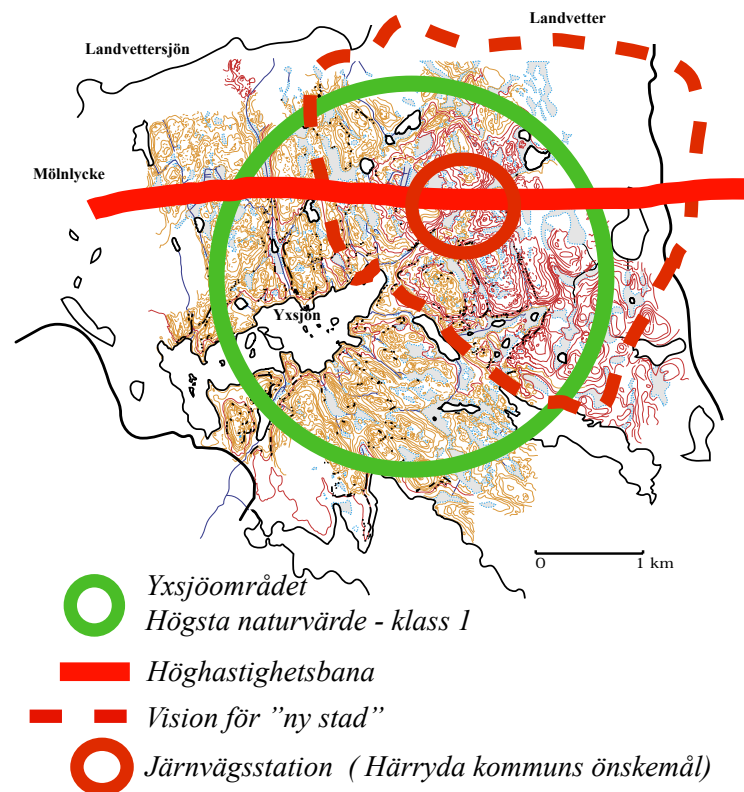 Landvetter
Landvettersjön
Mölnlycke
Yxsjön
0 1 km
Yxsjöområdet
Högsta naturvärde - klass 1
Höghastighetsbana
Vision för ”ny stad”
Järnvägsstation ( Härryda kommuns önskemål)